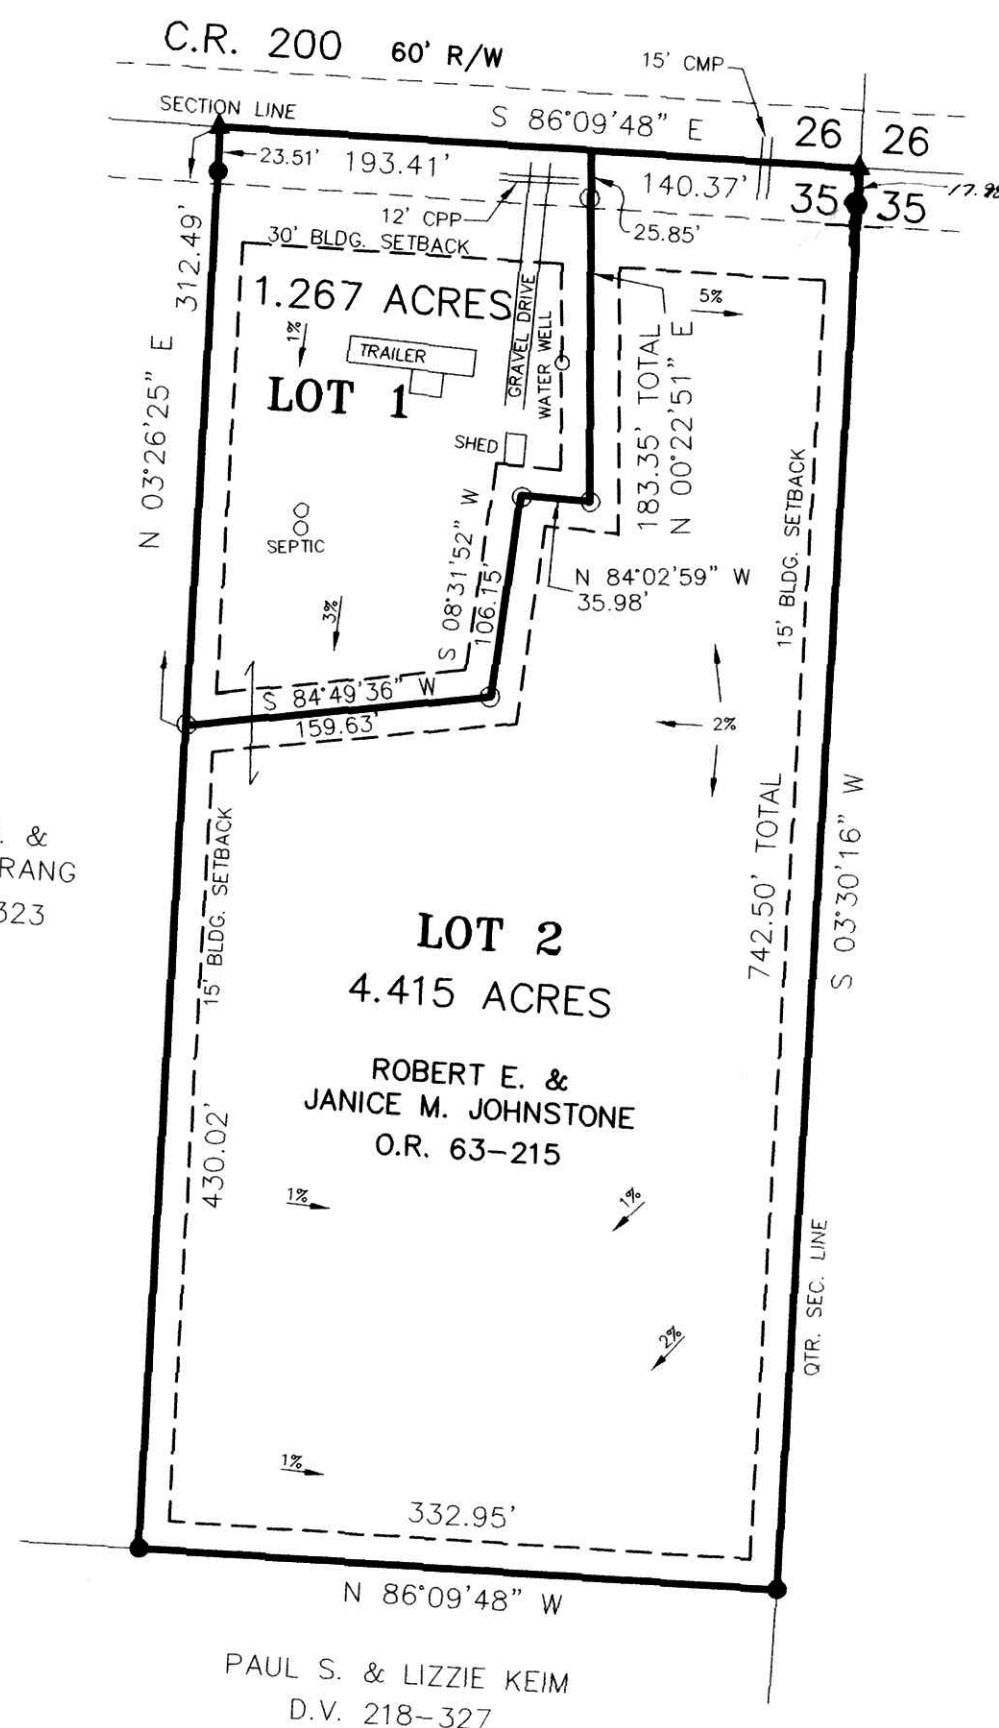 C.R. 200 60' R/W
15' CMP
SECTION LINE
S 86°09'48" E
26 26
23.51' 193.41'
140.37'
35 35
12' CPP
25.85'
30' BLDG. SETBACK
312.49'
1.267 ACRES
5%
1%
TRAILER
GRAVEL DRIVE
WATER WELL
LOT 1
SHED
183.35' TOTAL
N 00°22'51" E
N 03°26'25" E
SEPTIC
15' BLDG. SETBACK
N 84°02'59" W
35.98'
S 08°31'52" W
106.15'
3%
S 84°49'36" W
159.63'
2%
&
RANG
323
15' BLDG. SETBACK
742.50' TOTAL
S 03°30'16" W
LOT 2
4.415 ACRES
ROBERT E. &
JANICE M. JOHNSTONE
O.R. 63-215
430.02'
1%
1%
QTR. SEC. LINE
2%
1%
332.95'
N 86°09'48" W
PAUL S. & LIZZIE KEIM
D.V. 218-327